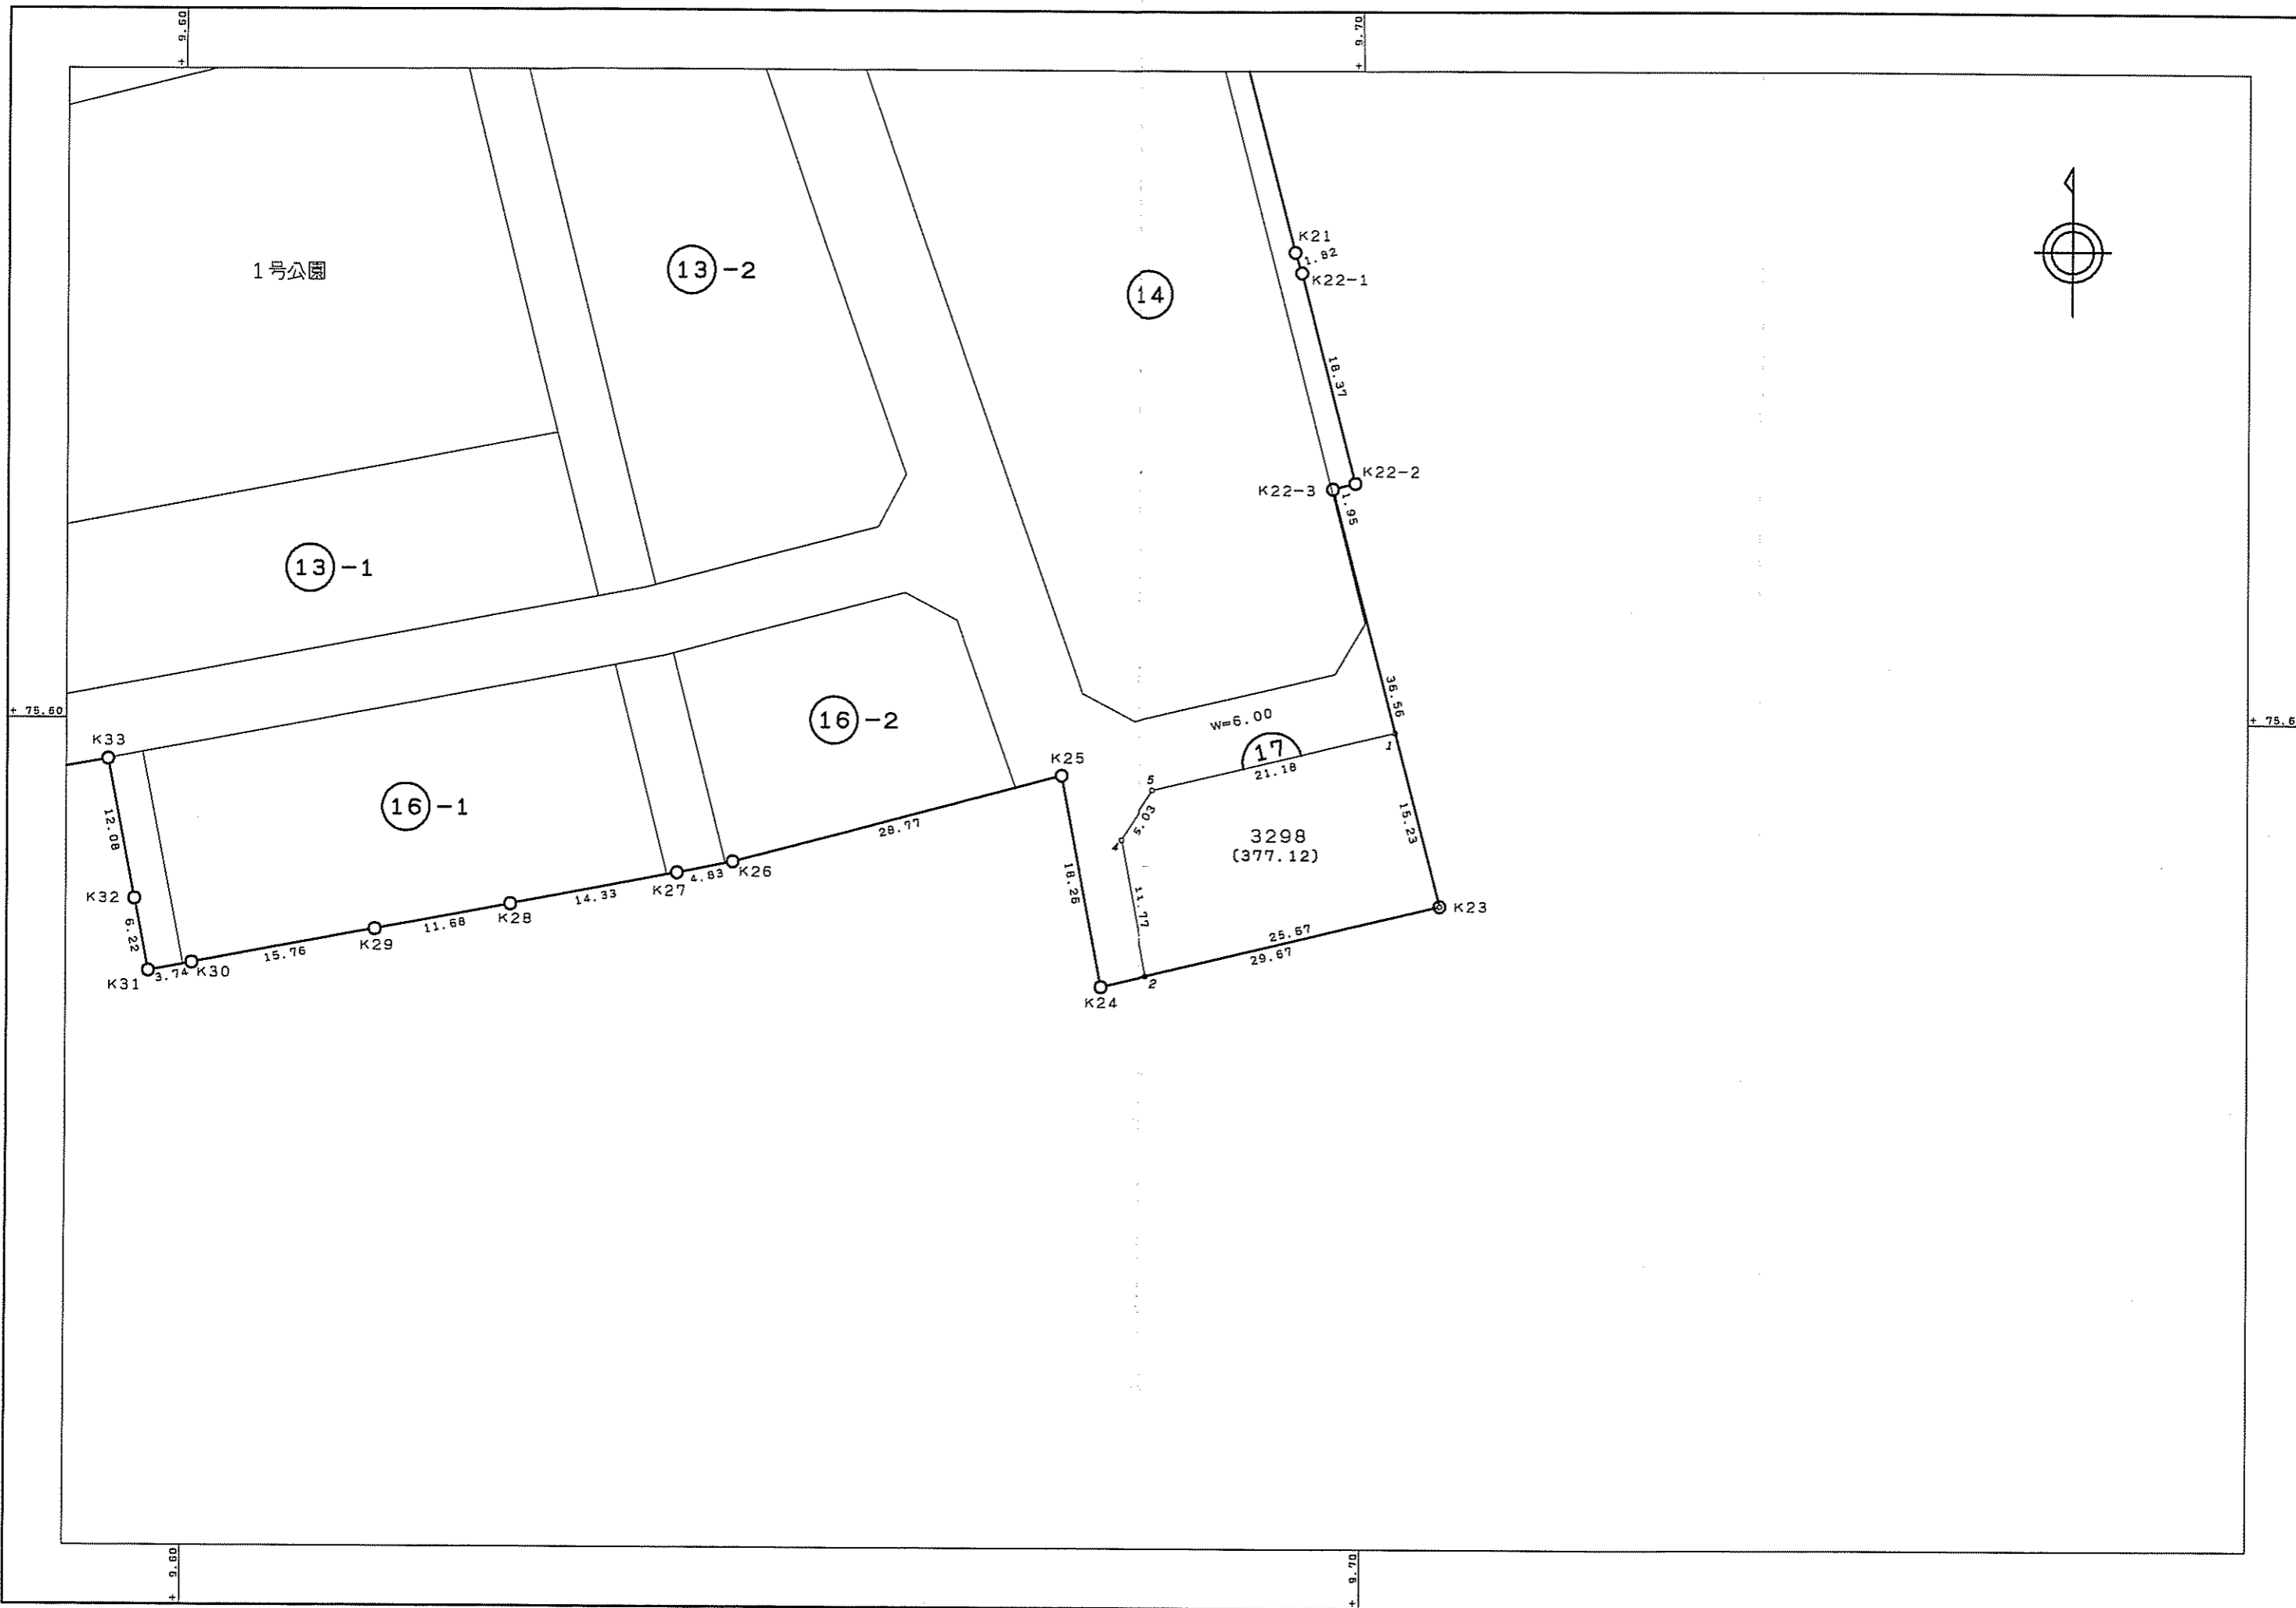 + 9.60
+ 9.70
K21
1.82
K22-1
1号公園
13-2
14
18.37
K22-2
K22-3
1.95
13-1
36.56
+ 75.60
+ 75.6
16-2
W=6.00
K33
1
17
21.18
K25
5
12.08
16-1
5.03
15.23
28.77
3298
(377.12)
4
18.26
11.77
K32
4.83
K26
K27
14.33
K28
K23
6.22
11.68
K29
25.67
29.67
15.76
K31
3.74
K30
2
K24
+ 9.60
+ 9.70